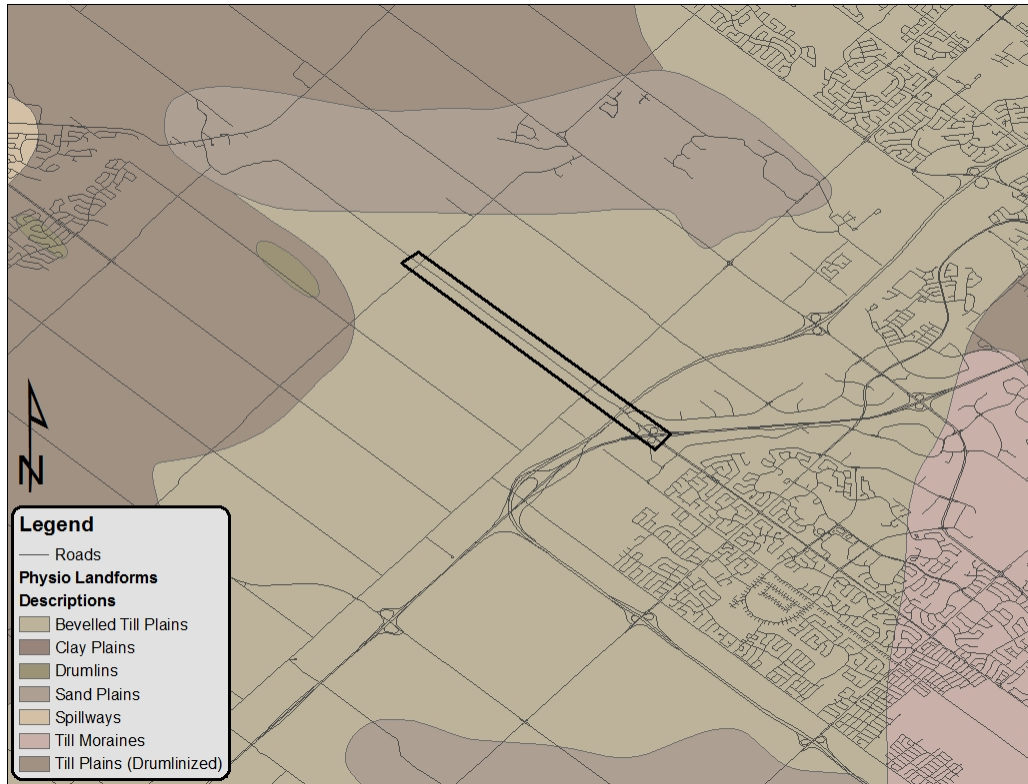 N
Legend
Roads
Physio Landforms
Descriptions
Bevelled Till Plains
Clay Plains
Drumlins
Sand Plains
Spillways
Till Moraines
Till Plains (Drumlinized)